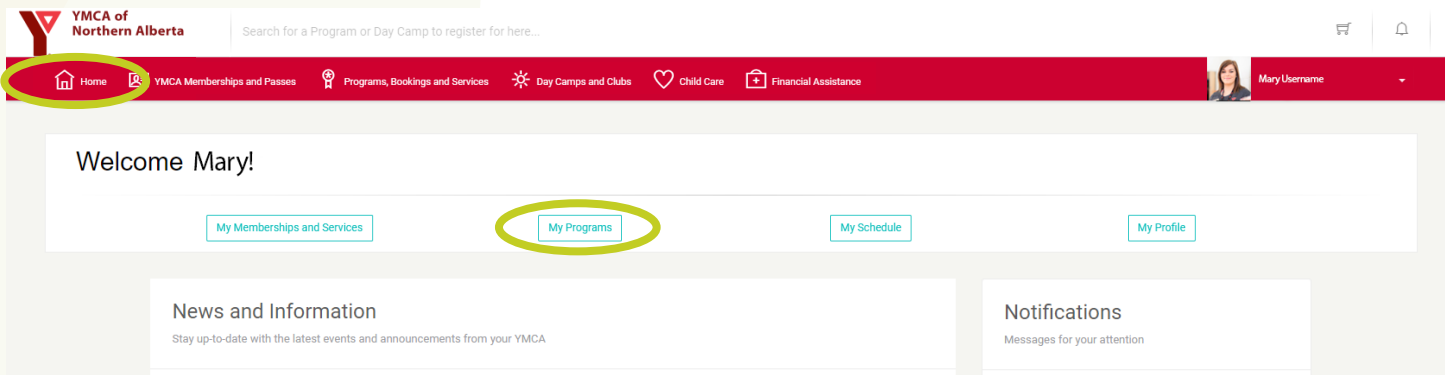 YMCA of
Northern Alberta
Search for a Program or Day Camp to register for here...
Home
YMCA Memberships and Passes
Programs, Bookings and Services
Day Camps and Clubs
Child Care
Financial Assistance
Mary Username
Welcome Mary!
My Memberships and Services
My Programs
My Schedule
My Profile
News and Information
Stay up-to-date with the latest events and announcements from your YMCA
Notifications
Messages for your attention